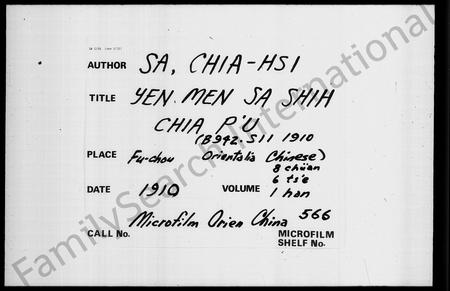 AUTHOR SA, CHIA-HSI
TITLE YEN MEN SA SHIH
CHIA P'U
(B942.S11 1910
PLACE Fu-chou Orientalia Chinese)
8 chüan
6 ts'e
DATE 1910 VOLUME 1 han
Microfilm Orien China 566
CALL No. MICROFILM
SHELF No.
FamilySearch International